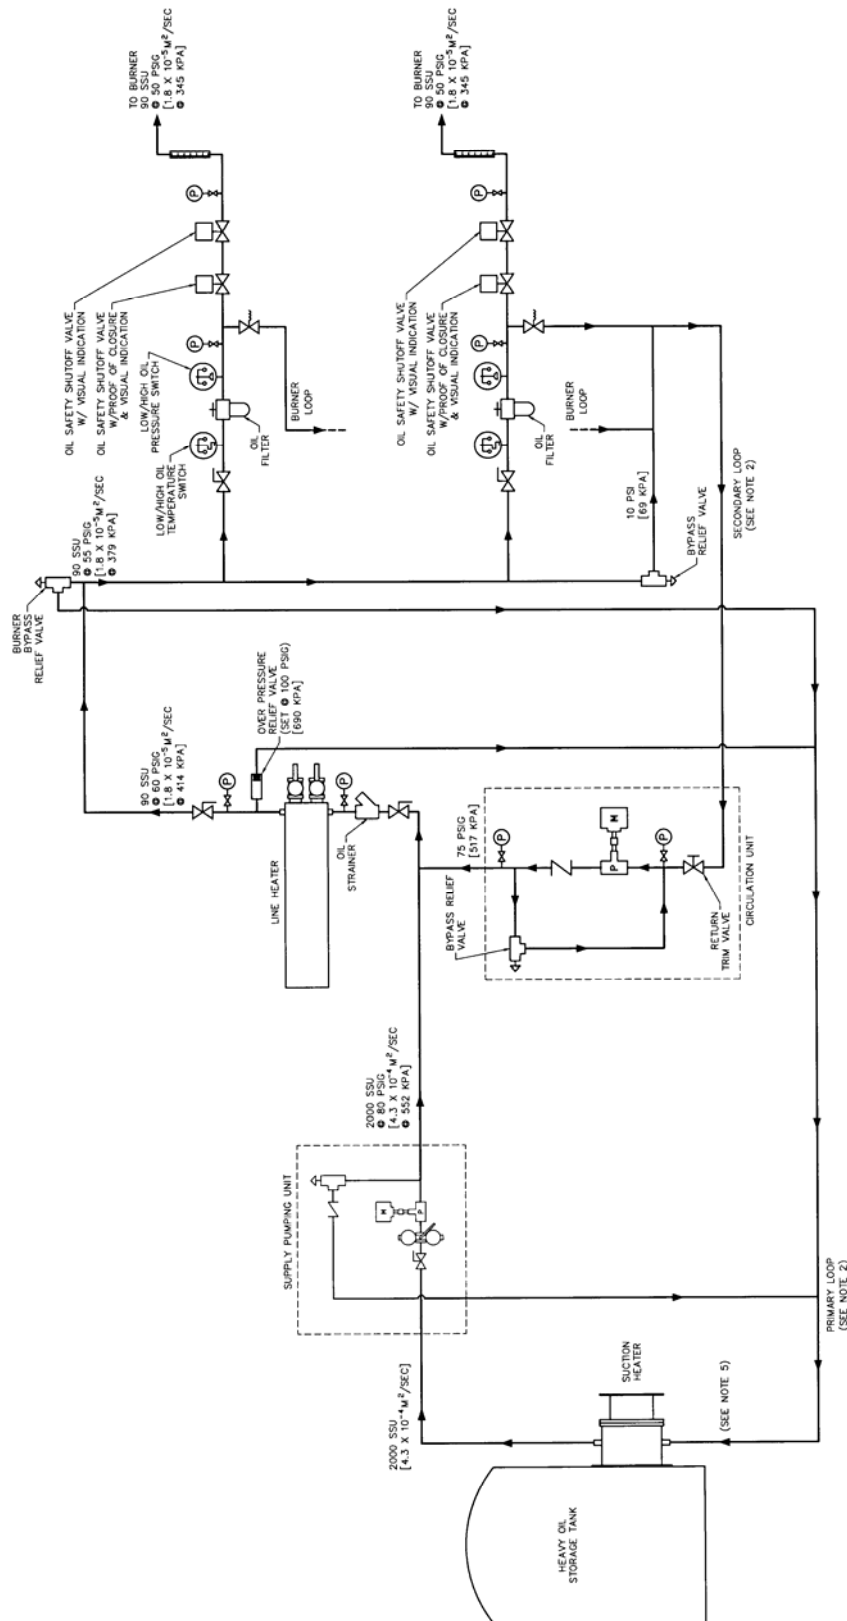 TO BURNER
90 SSU
@ 50 PSIG
[1.8 X 10⁻⁵M²/SEC
@ 345 KPA]
TO BURNER
90 SSU
@ 50 PSIG
[1.8 X 10⁻⁵M²/SEC
@ 345 KPA]
P
P
OIL SAFETY SHUTOFF VALVE
W/ VISUAL INDICATION
OIL SAFETY SHUTOFF VALVE
W/PROOF OF CLOSURE
& VISUAL INDICATION
OIL SAFETY SHUTOFF VALVE
W/ VISUAL INDICATION
OIL SAFETY SHUTOFF VALVE
W/PROOF OF CLOSURE
& VISUAL INDICATION
P
P
LOW/HIGH OIL
PRESSURE SWITCH
LOW/HIGH OIL
TEMPERATURE
SWITCH
OIL
FILTER
BURNER
LOOP
OIL
FILTER
BURNER
LOOP
90 SSU
@ 55 PSIG
[1.8 X 10⁻⁵M²/SEC
@ 379 KPA]
10 PSI
[69 KPA]
SECONDARY LOOP
(SEE NOTE 2)
BURNER
BYPASS
RELIEF VALVE
BYPASS
RELIEF VALVE
90 SSU
@ 60 PSIG
[1.8 X 10⁻⁵M²/SEC
@ 414 KPA]
OVER PRESSURE
RELIEF VALVE
(SET @ 100 PSIG)
[690 KPA]
P
P
LINE HEATER
OIL
STRAINER
75 PSIG
[517 KPA]
P
M
P
P
BYPASS RELIEF
VALVE
RETURN
TRIM VALVE
CIRCULATION UNIT
2000 SSU
@ 80 PSIG
[4.3 X 10⁻⁴M²/SEC
@ 552 KPA]
SUPPLY PUMPING UNIT
M
P
PRIMARY LOOP
(SEE NOTE 2)
2000 SSU
[4.3 X 10⁻⁴M²/SEC]
SUCTION
HEATER
(SEE NOTE 5)
HEAVY OIL
STORAGE TANK